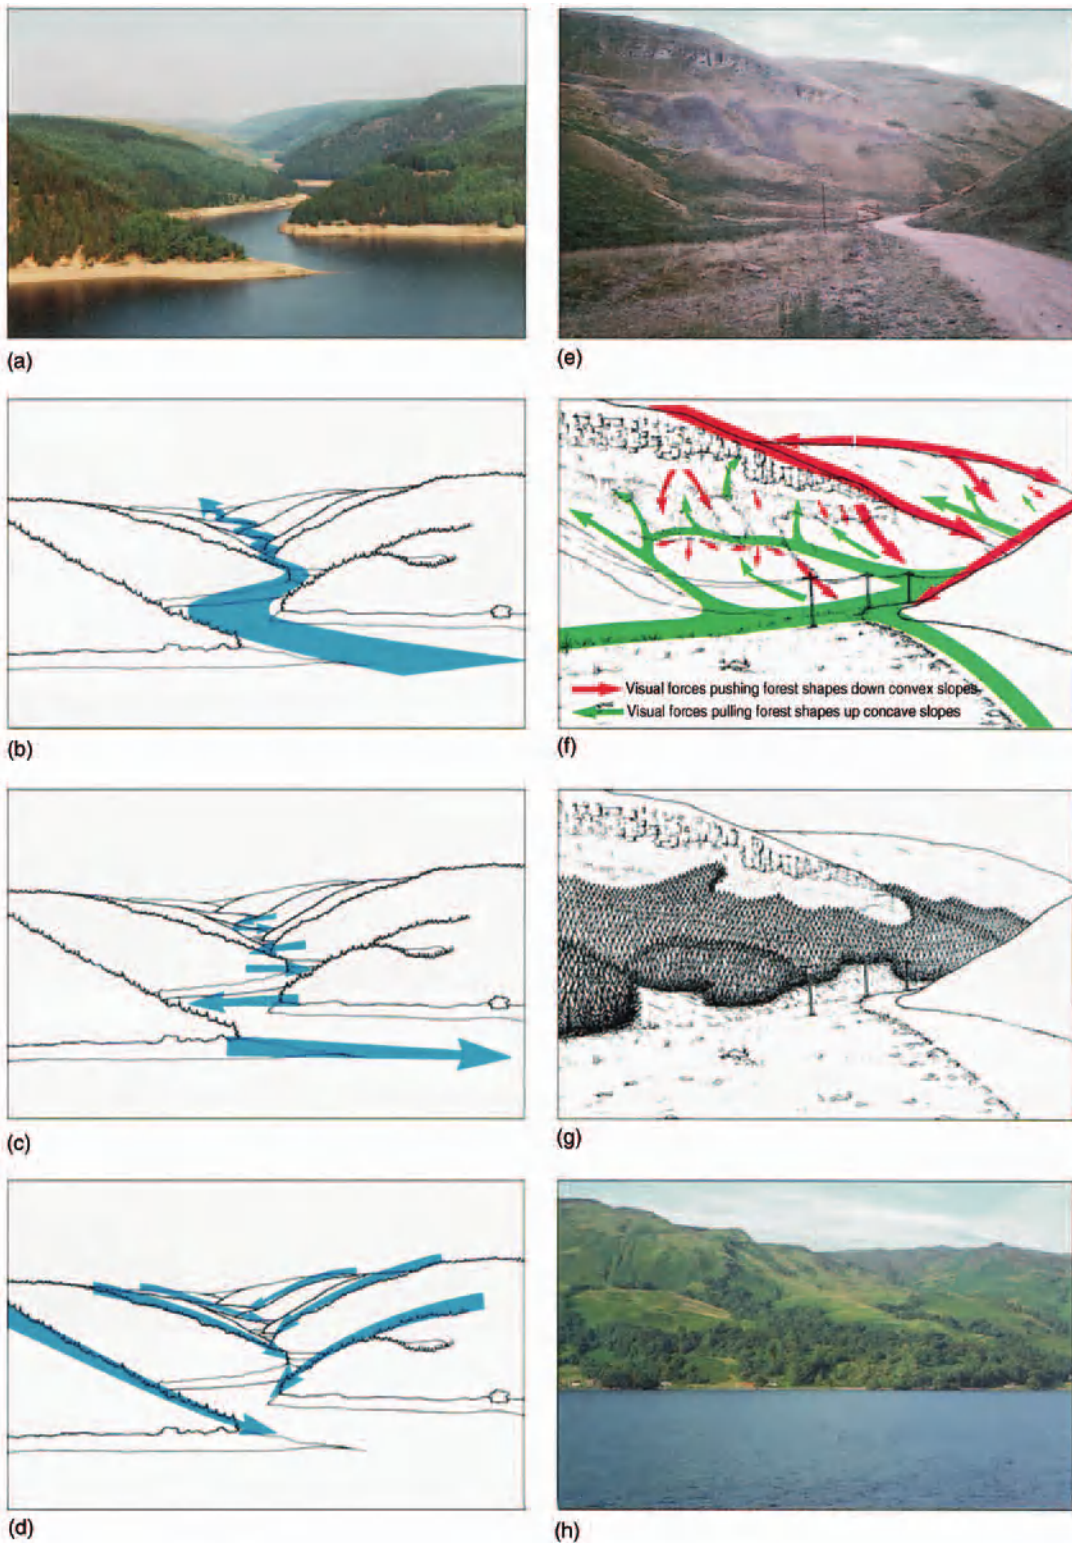 (a)
(b)
(c)
(d)
(e)
Visual forces pushing forest shapes down convex slopes
Visual forces pulling forest shapes up concave slopes
(f)
(g)
(h)